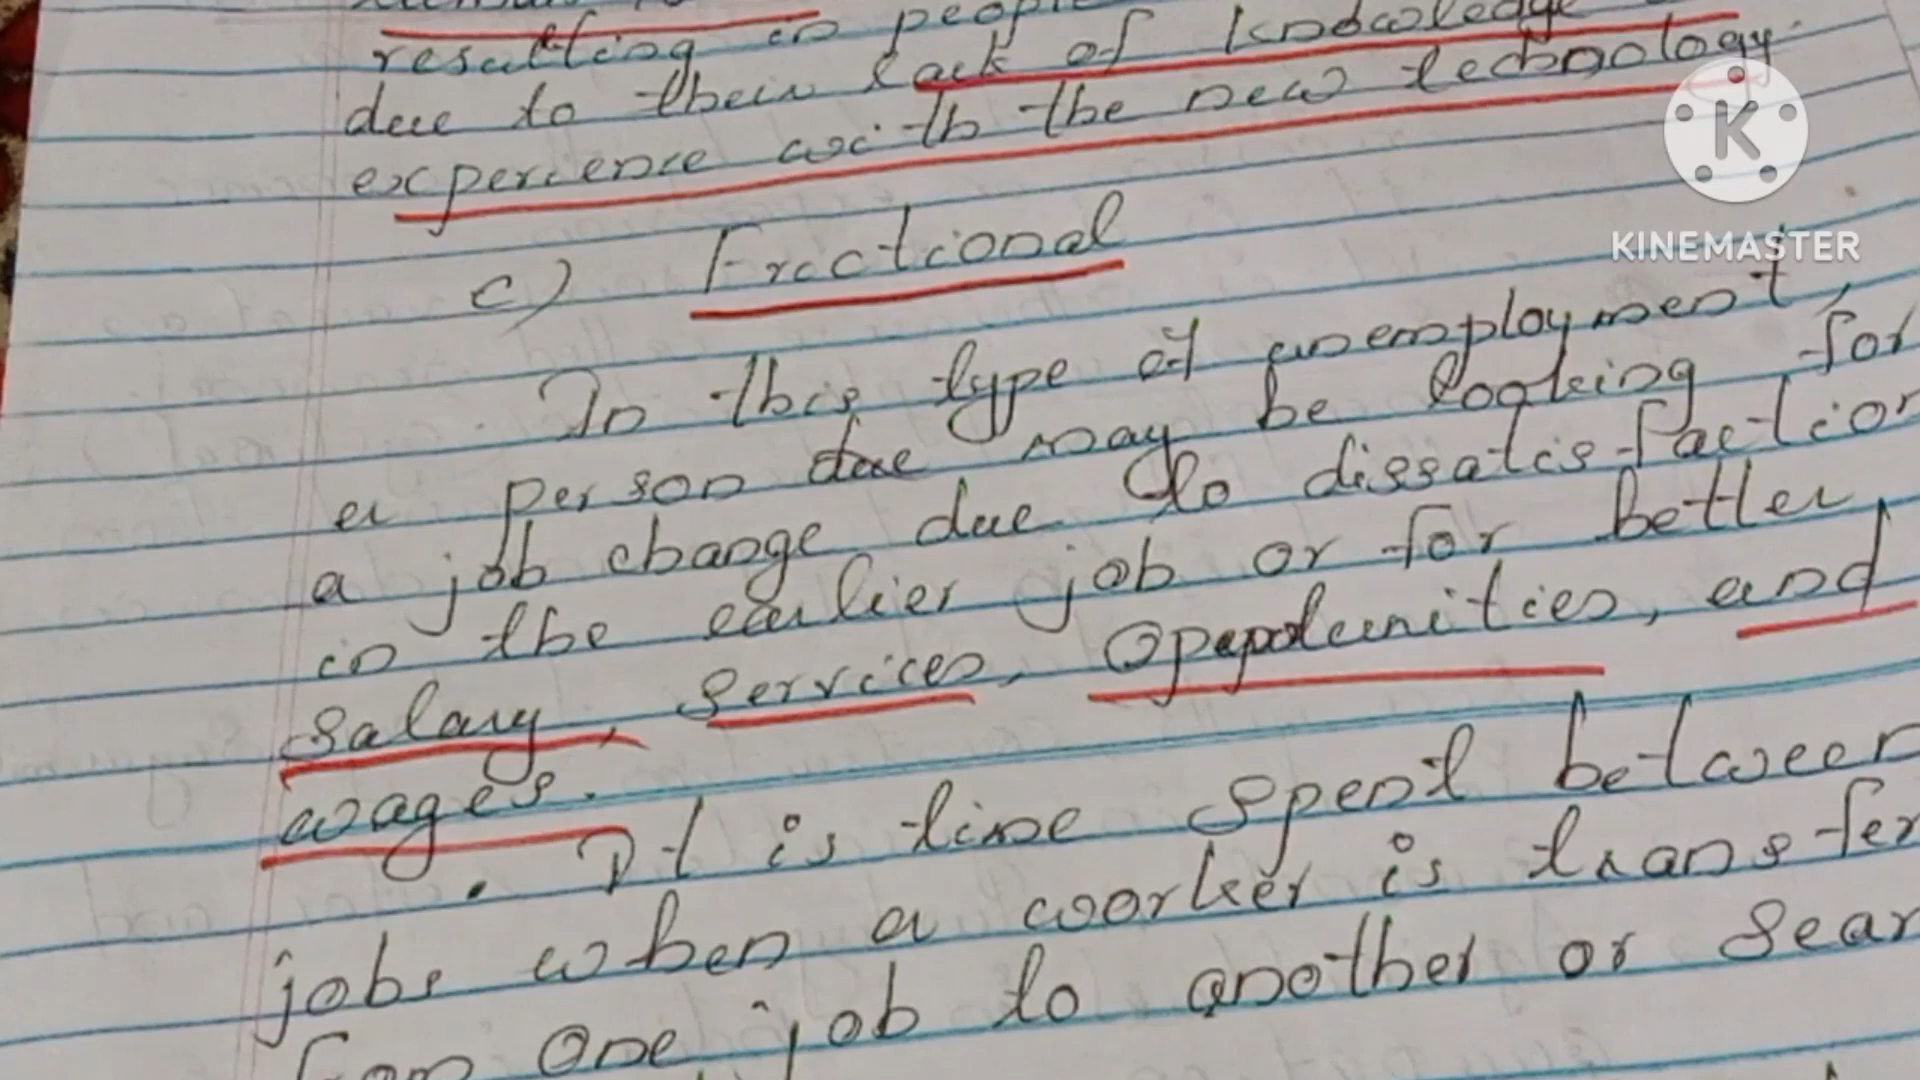 resulting in people
due to their lack of knowledge
experience with the new technology.
c) Frictional
In this type of unemployment,
a person due may be looking for
a job change due to dissatisfaction
in the earlier job or for better
salary, services, Opepotunities, and
wages.
It is time spent between
jobs when a worker is transfer
from one job to another or sear
K
KINEMASTER